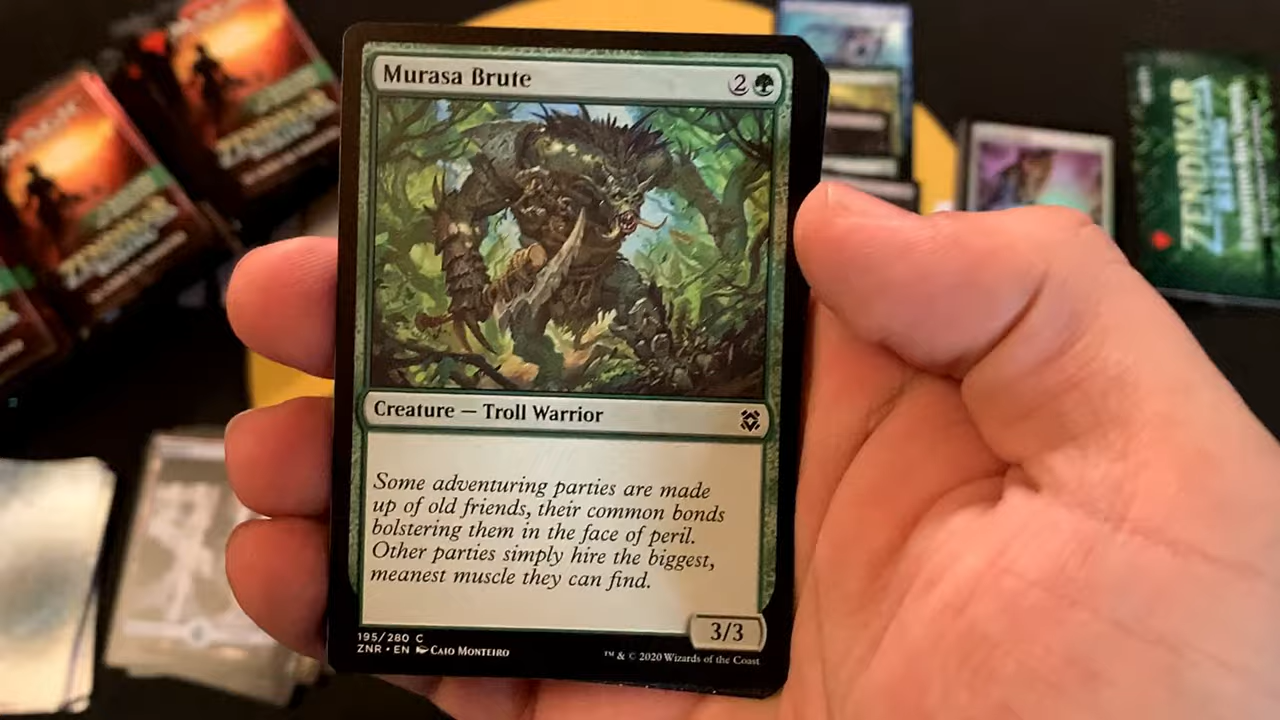 Murasa Brute 2
Creature — Troll Warrior
Some adventuring parties are made
up of old friends, their common bonds
bolstering them in the face of peril.
Other parties simply hire the biggest,
meanest muscle they can find.
3/3
195/280 C
ZNR • EN CAIO MONTEIRO
™ & © 2020 Wizards of the Coast
ZENDIKAR